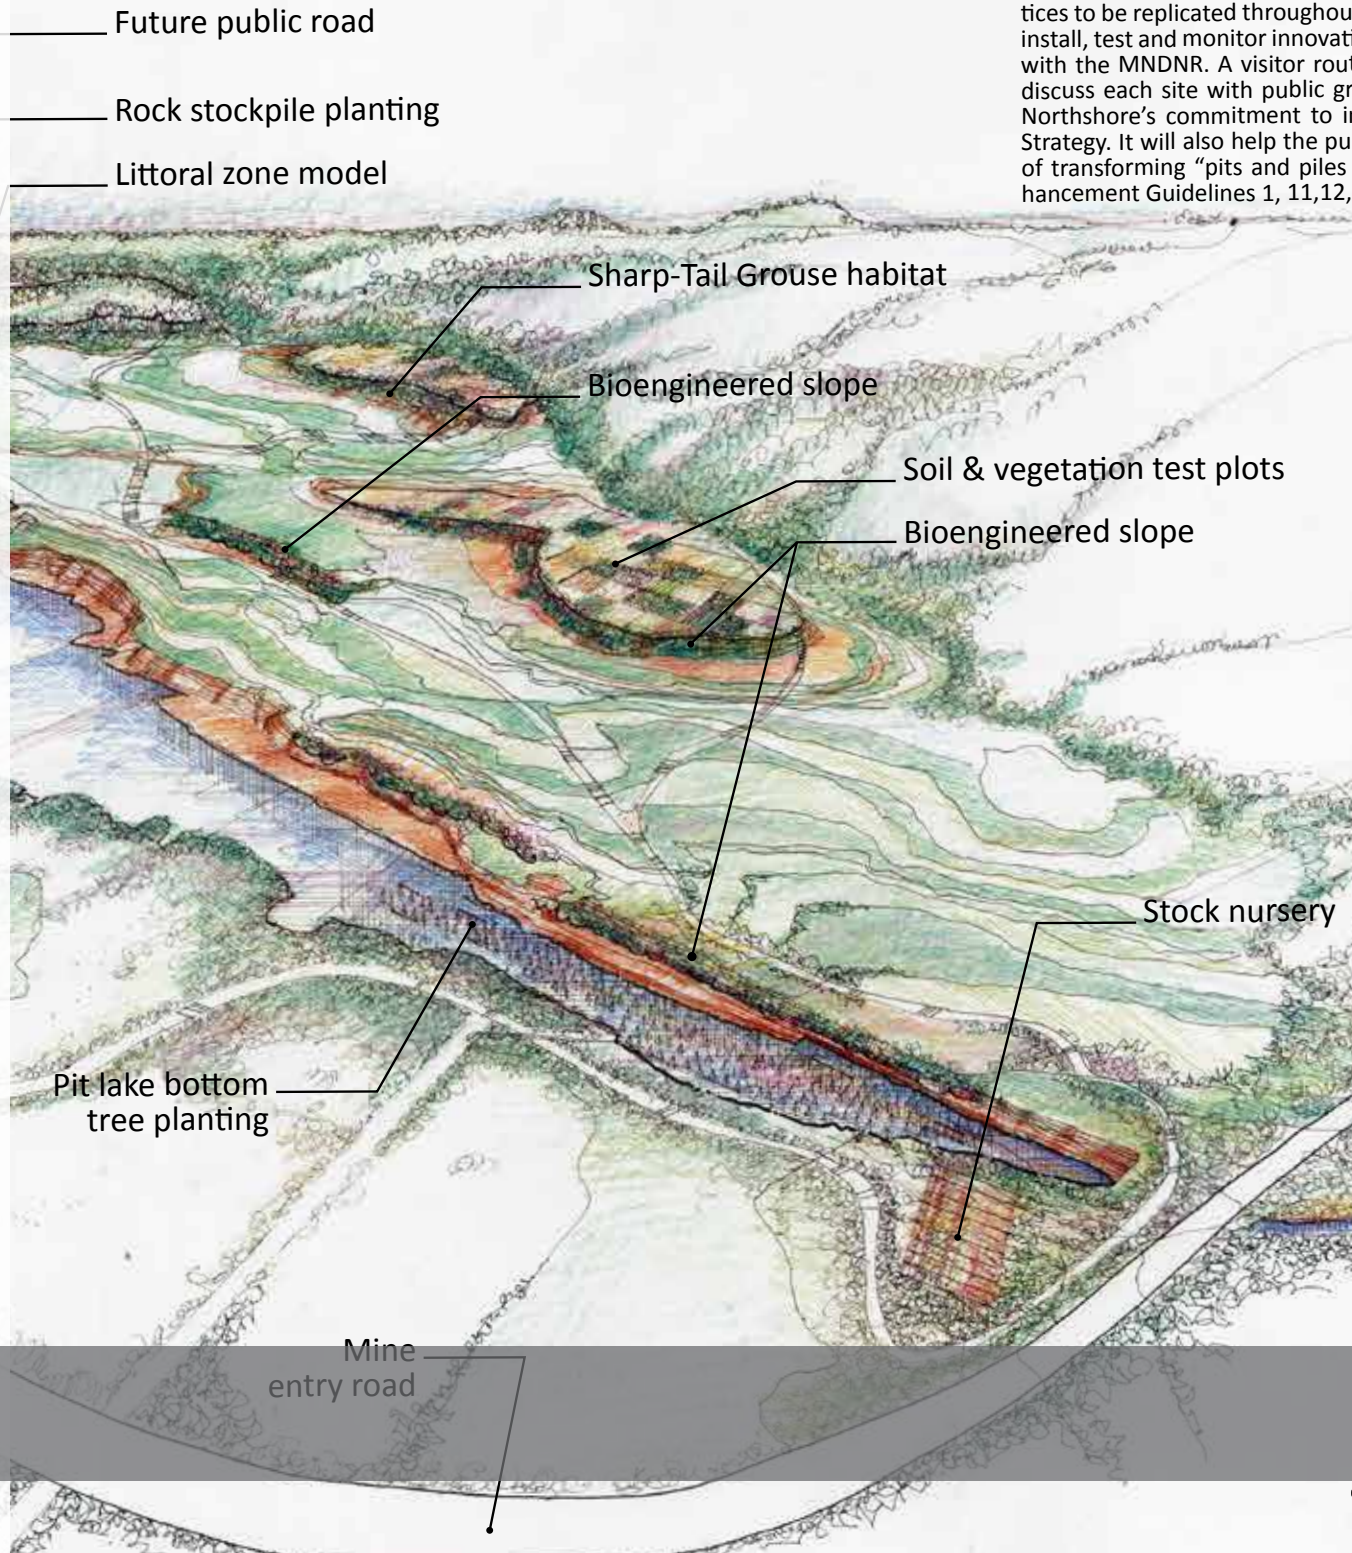 Future public road
Rock stockpile planting
Littoral zone model
tices to be replicated throughou
install, test and monitor innovati
with the MNDNR. A visitor rout
discuss each site with public gr
Northshore's commitment to i
Strategy. It will also help the pu
of transforming “pits and piles
hancement Guidelines 1, 11,12,
Sharp-Tail Grouse habitat
Bioengineered slope
Soil & vegetation test plots
Bioengineered slope
Stock nursery
Pit lake bottom
tree planting
Mine
entry road